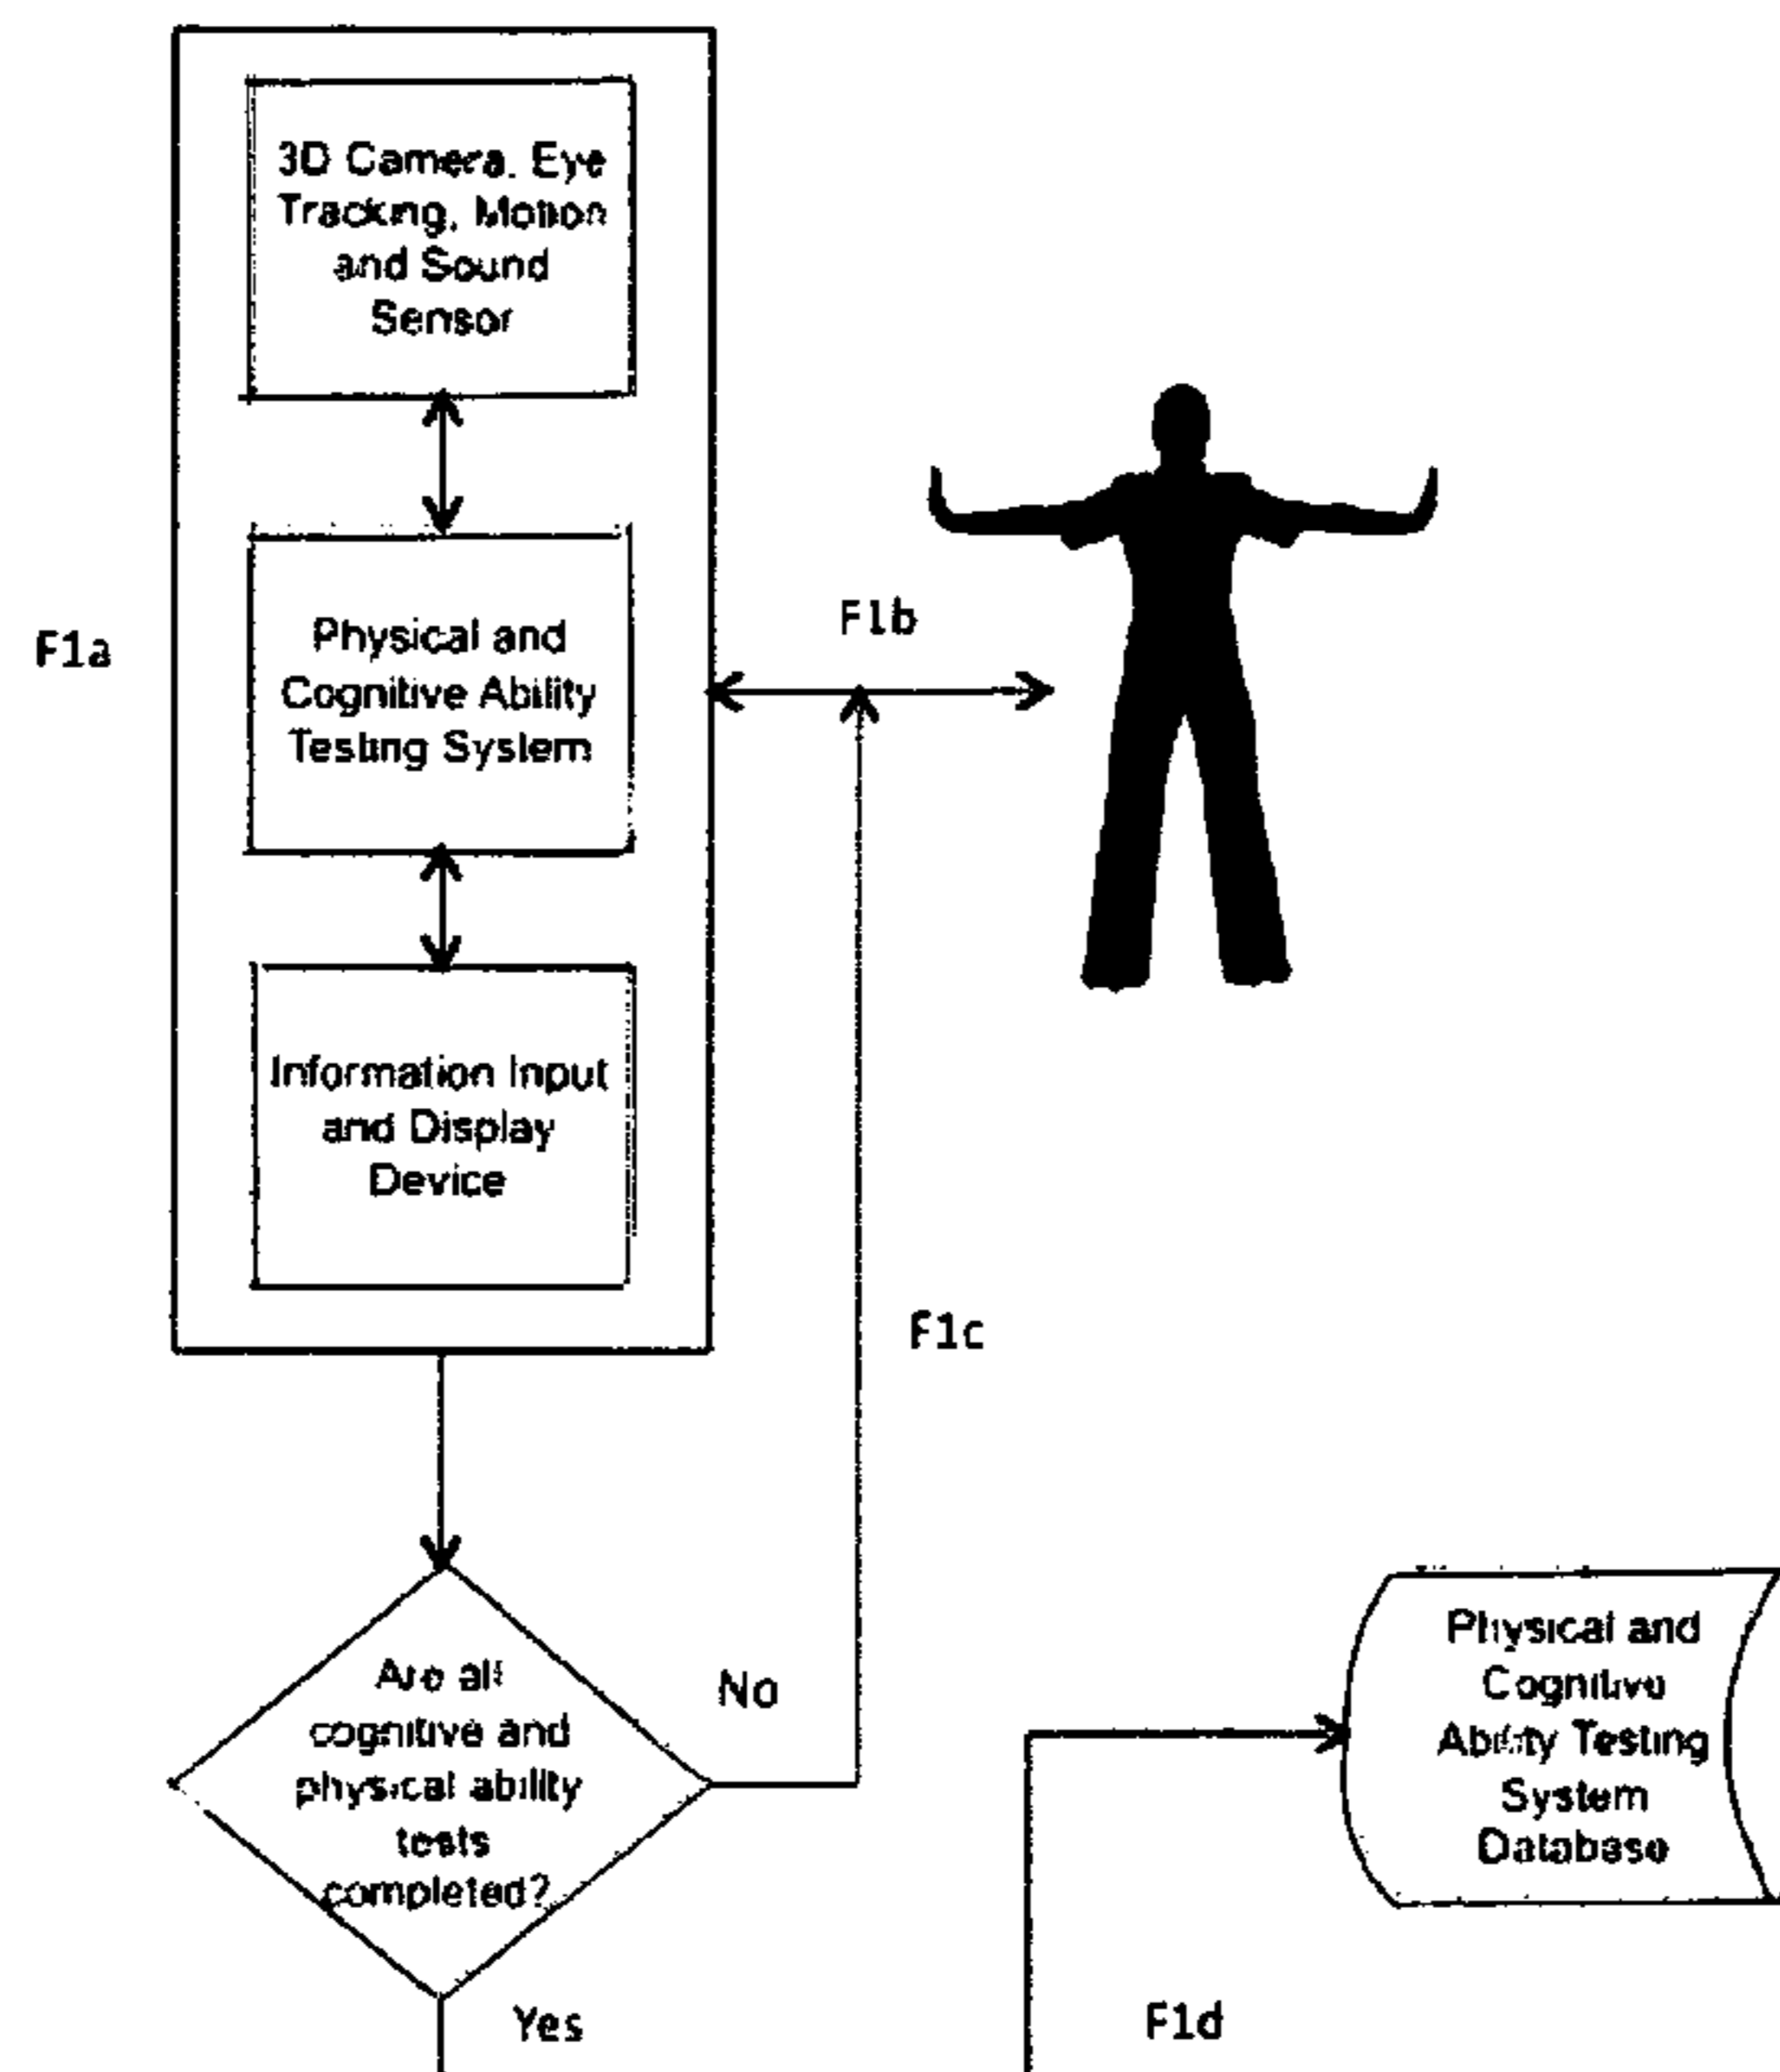 3D Camera, Eye
Tracking, Motion
and Sound
Sensor
F1a
Physical and
Cognitive Ability
Testing System
F1b
Information Input
and Display
Device
F1c
Are all
cognitive and
physical ability
tests
completed?
No
Yes
Physical and
Cognitive
Ability Testing
System
Database
F1d